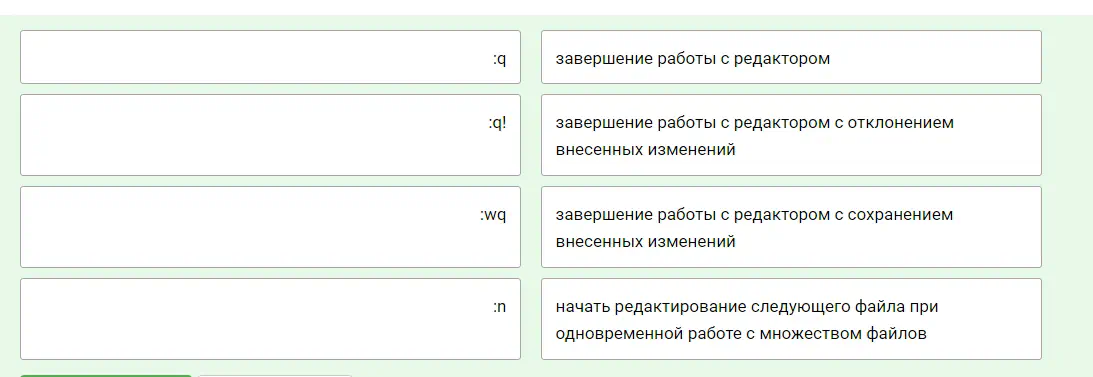 :q
завершение работы с редактором
:q!
завершение работы с редактором с отклонением
внесенных изменений
:wq
завершение работы с редактором с сохранением
внесенных изменений
:n
начать редактирование следующего файла при
одновременной работе с множеством файлов